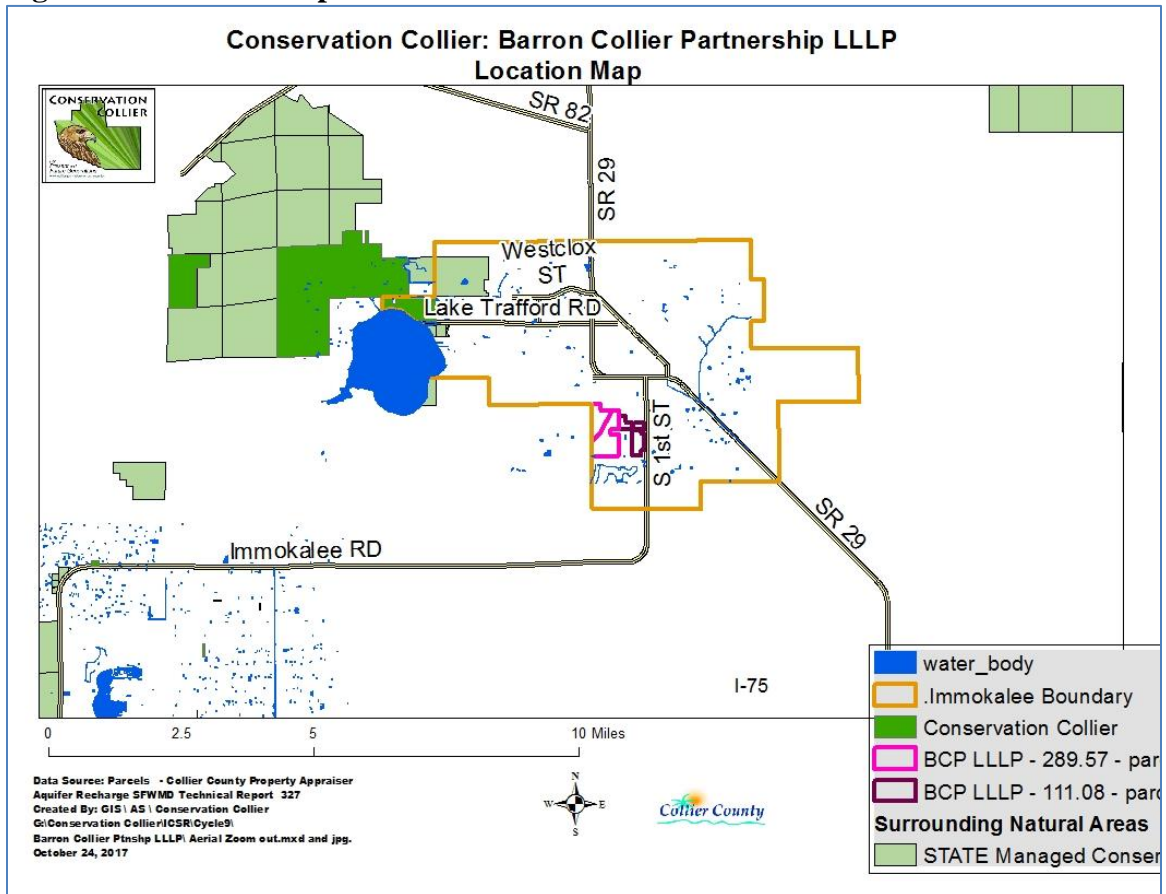 Conservation Collier: Barron Collier Partnership LLLP
Location Map
CONSERVATION
COLLIER
SR 82
SR 29
Westclox
ST
Lake Trafford RD
S 1st ST
SR 29
Immokalee RD
I-75
water_body
.Immokalee Boundary
Conservation Collier
BCP LLLP - 289.57 - par
BCP LLLP - 111.08 - parc
Surrounding Natural Areas
STATE Managed Conser
0 2.5 5 10 Miles
Data Source: Parcels - Collier County Property Appraiser
Aquifer Recharge SFWMD Technical Report 327
Created By: GIS \ AS \ Conservation Collier
G:\Conservation Collier\ICSR\Cycle9\
Barron Collier Ptnshp LLLP\ Aerial Zoom out.mxd and jpg.
October 24, 2017
N
W E
S
Collier County